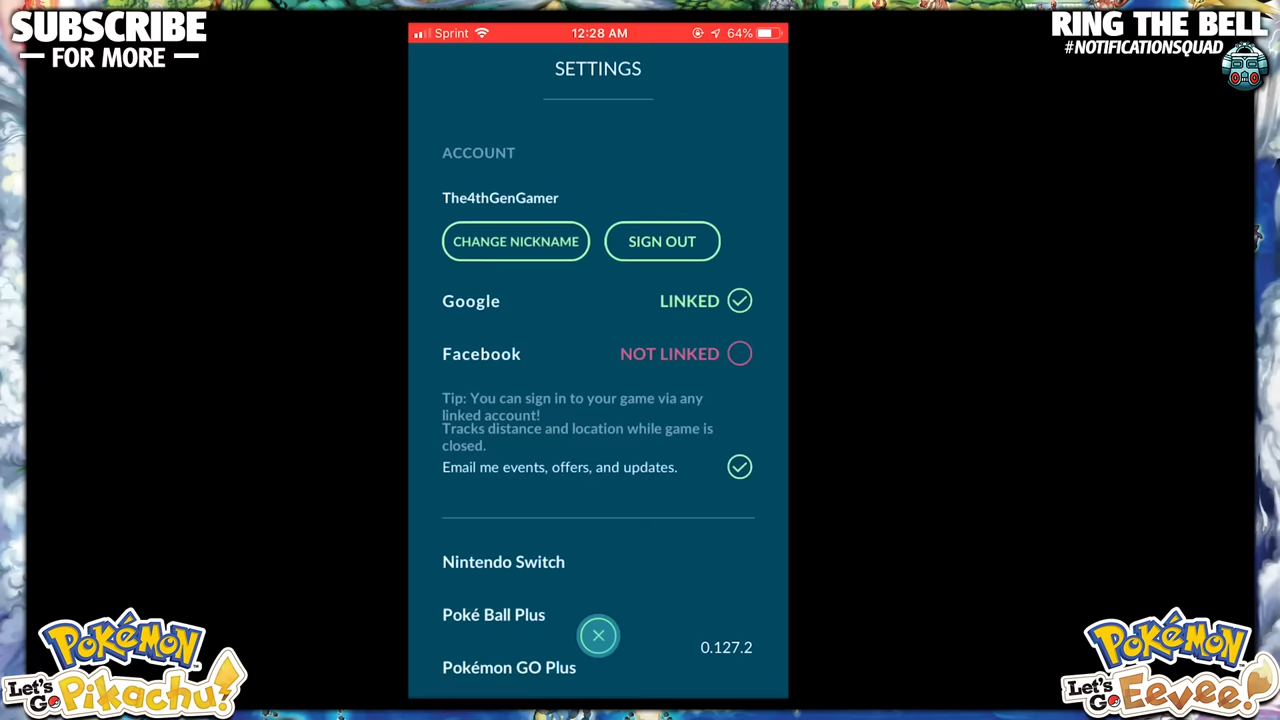 SUBSCRIBE
FOR MORE
RING THE BELL
#NOTIFICATIONSQUAD
Sprint 12:28 AM 64%
SETTINGS
ACCOUNT
The4thGenGamer
CHANGE NICKNAME SIGN OUT
Google LINKED
Facebook NOT LINKED
Tip: You can sign in to your game via any
linked account!
Tracks distance and location while game is
closed.
Email me events, offers, and updates.
Nintendo Switch
Poké Ball Plus
0.127.2
Pokémon GO Plus
POKéMON
Let's Go Pikachu!
POKéMON
Let's Go Eevee!